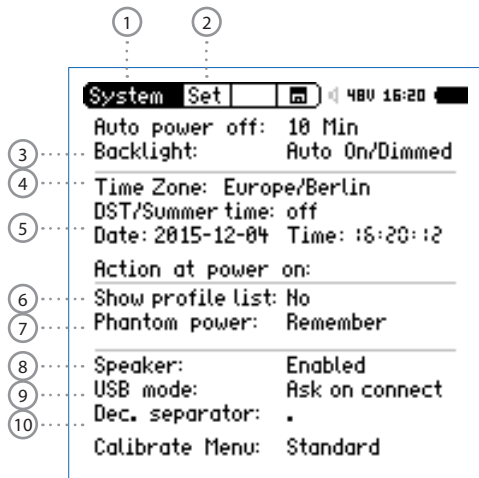 1 2
System Set 48V 16:20
Auto power off: 10 Min
3 Backlight: Auto On/Dimmed
4 Time Zone: Europe/Berlin
DST/Summer time: off
5 Date: 2015-12-04 Time: 16:20:12
Action at power on:
6 Show profile list: No
7 Phantom power: Remember
8 Speaker: Enabled
9 USB mode: Ask on connect
10 Dec. separator: .
Calibrate Menu: Standard